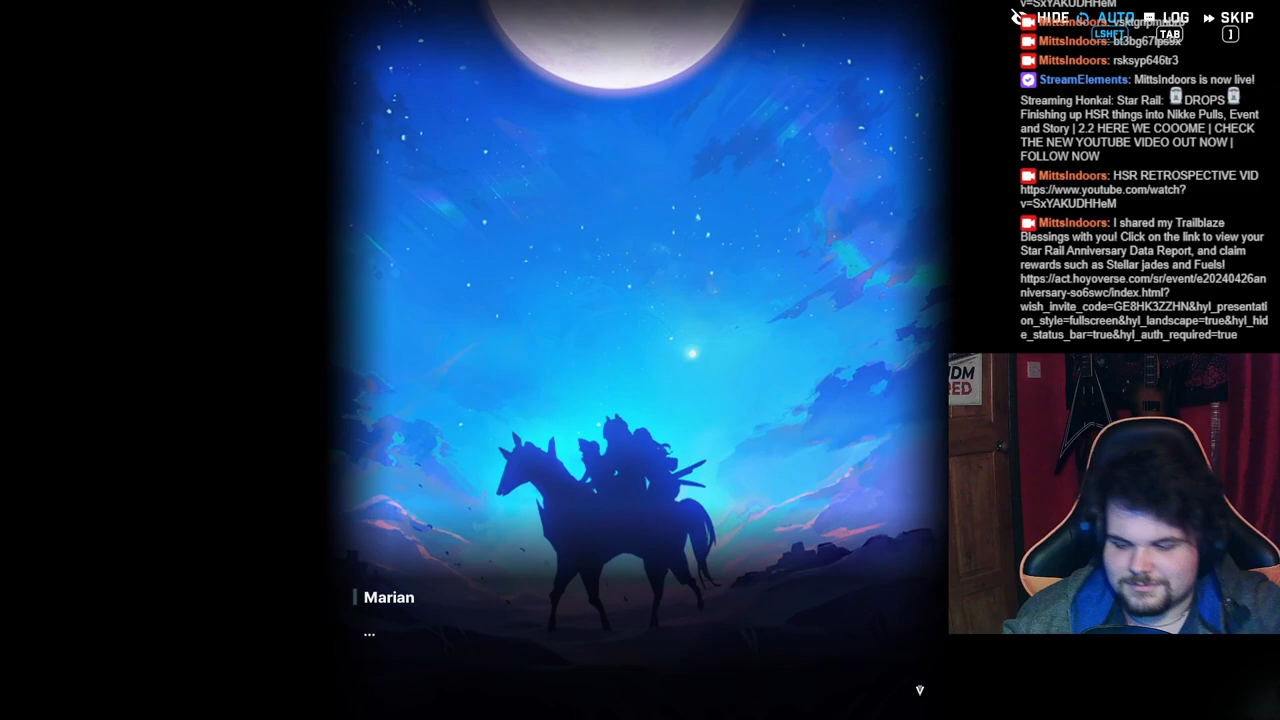 v=SxYAKUDHHeM
HIDE
AUTO
LOG
SKIP
LSHFT
TAB
]
MittsIndoors:
MittsIndoors: bf3bg67lps9x
MittsIndoors: rsksyp646tr3
StreamElements: MittsIndoors is now live!
Streaming Honkai: Star Rail: DROPS
Finishing up HSR things into Nikke Pulls, Event
and Story | 2.2 HERE WE COOOME | CHECK
THE NEW YOUTUBE VIDEO OUT NOW |
FOLLOW NOW
MittsIndoors: HSR RETROSPECTIVE VID
https://www.youtube.com/watch?
v=SxYAKUDHHeM
MittsIndoors: I shared my Trailblaze
Blessings with you! Click on the link to view your
Star Rail Anniversary Data Report, and claim
rewards such as Stellar jades and Fuels!
https://act.hoyoverse.com/sr/event/e20240426an
niversary-so6swc/index.html?
wish_invite_code=GE8HK3ZZHN&hyl_presentati
on_style=fullscreen&hyl_landscape=true&hyl_hid
e_status_bar=true&hyl_auth_required=true
Marian
...